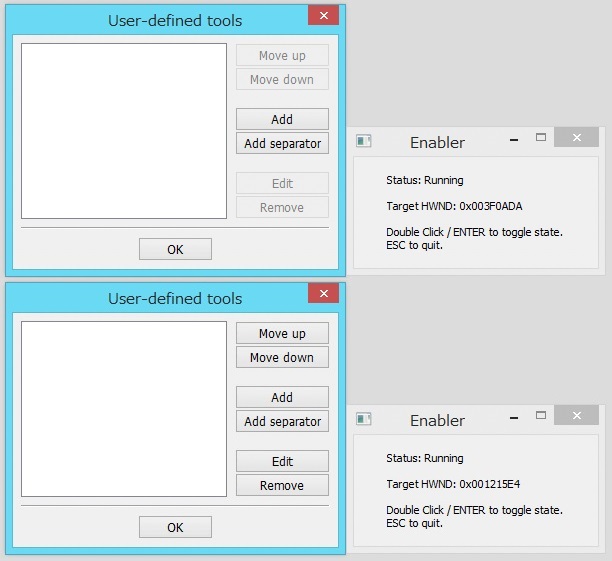 User-defined tools
Move up
Move down
Add
Add separator
Edit
Remove
OK
Enabler
Status: Running
Target HWND: 0x003F0ADA
Double Click / ENTER to toggle state.
ESC to quit.
User-defined tools
Move up
Move down
Add
Add separator
Edit
Remove
OK
Enabler
Status: Running
Target HWND: 0x001215E4
Double Click / ENTER to toggle state.
ESC to quit.